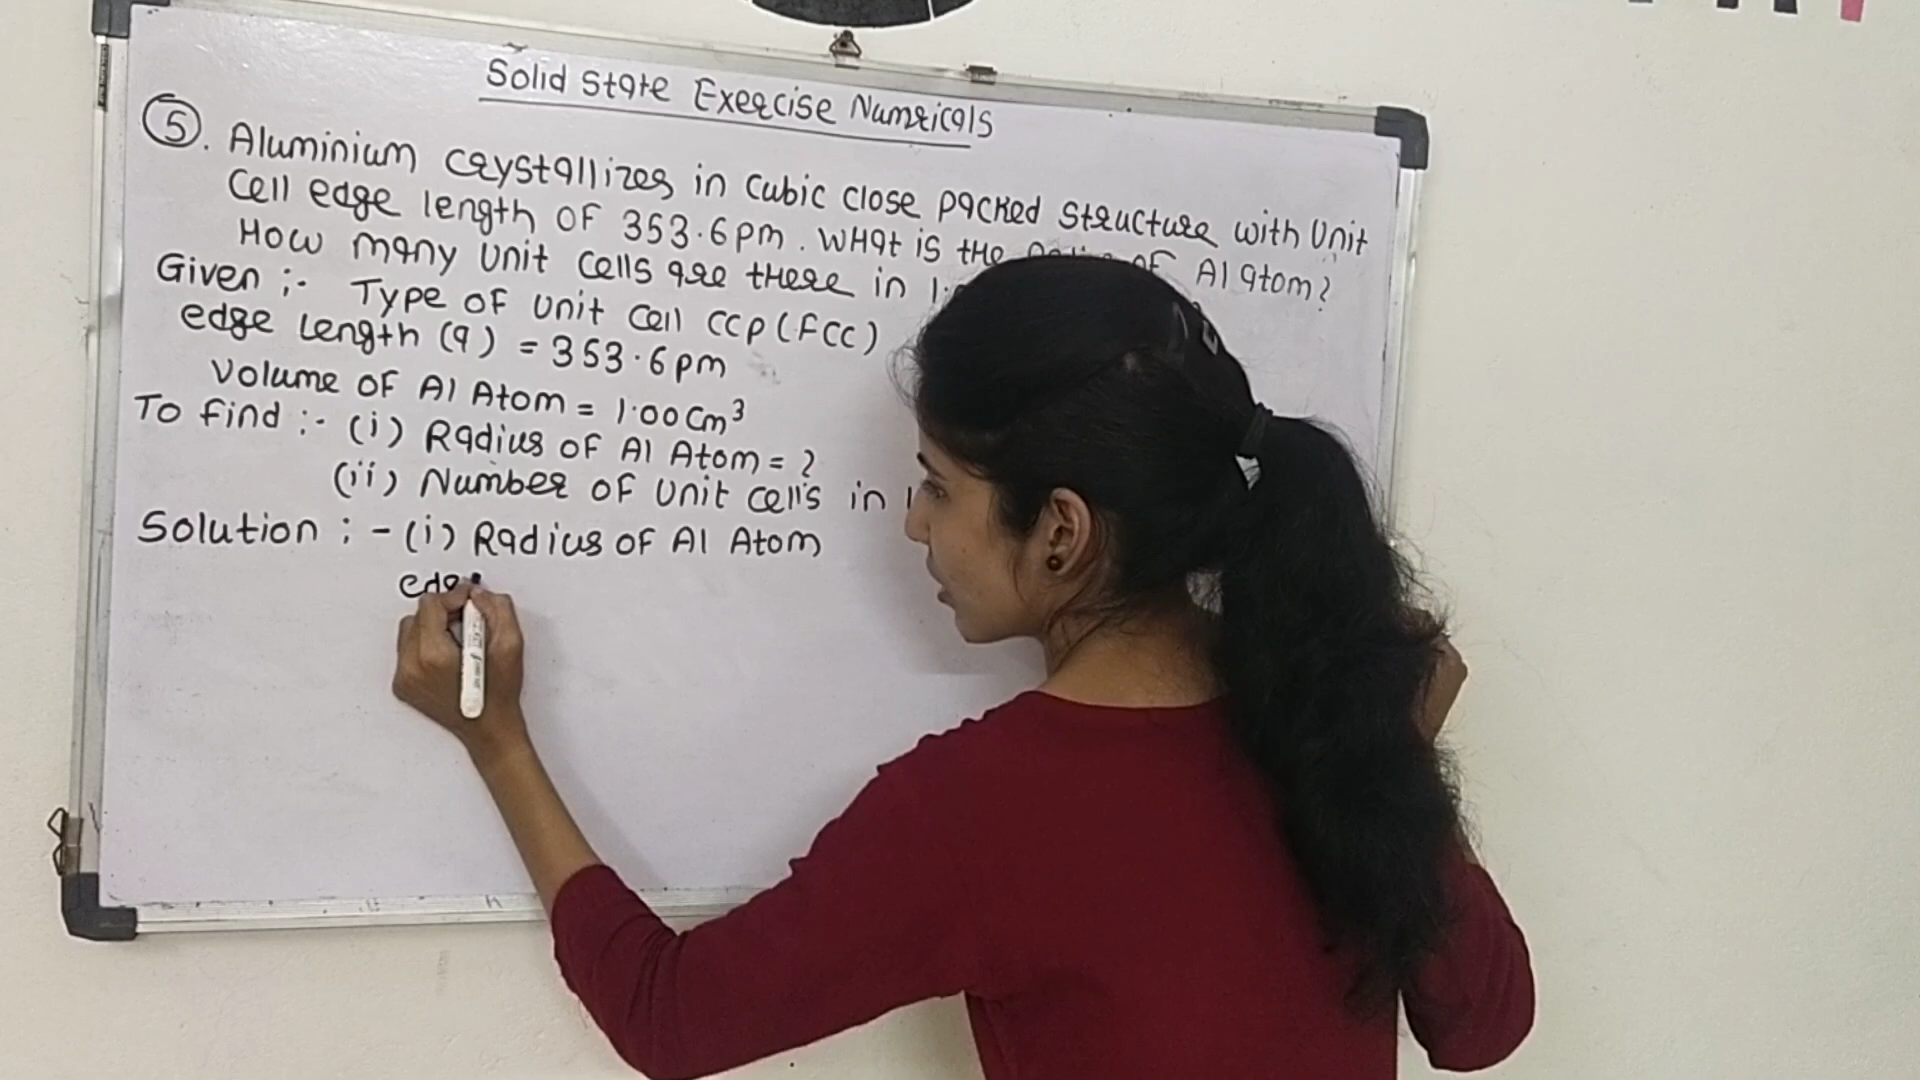 Solid State Exercise Numericals
(5). Aluminium crystallizes in cubic close packed structure with Unit
Cell edge length OF 353.6pm. WHat is the OF Al atom?
How many Unit Cells are tHere in 1.
Given :- Type OF Unit Cell CCP (FCC)
edge Length (a) = 353.6pm
Volume OF Al Atom = 1.00Cm³
To Find :- (i) Radius OF Al Atom = ?
(ii) Number OF Unit Cells in 1
Solution :- (i) Radius OF Al Atom